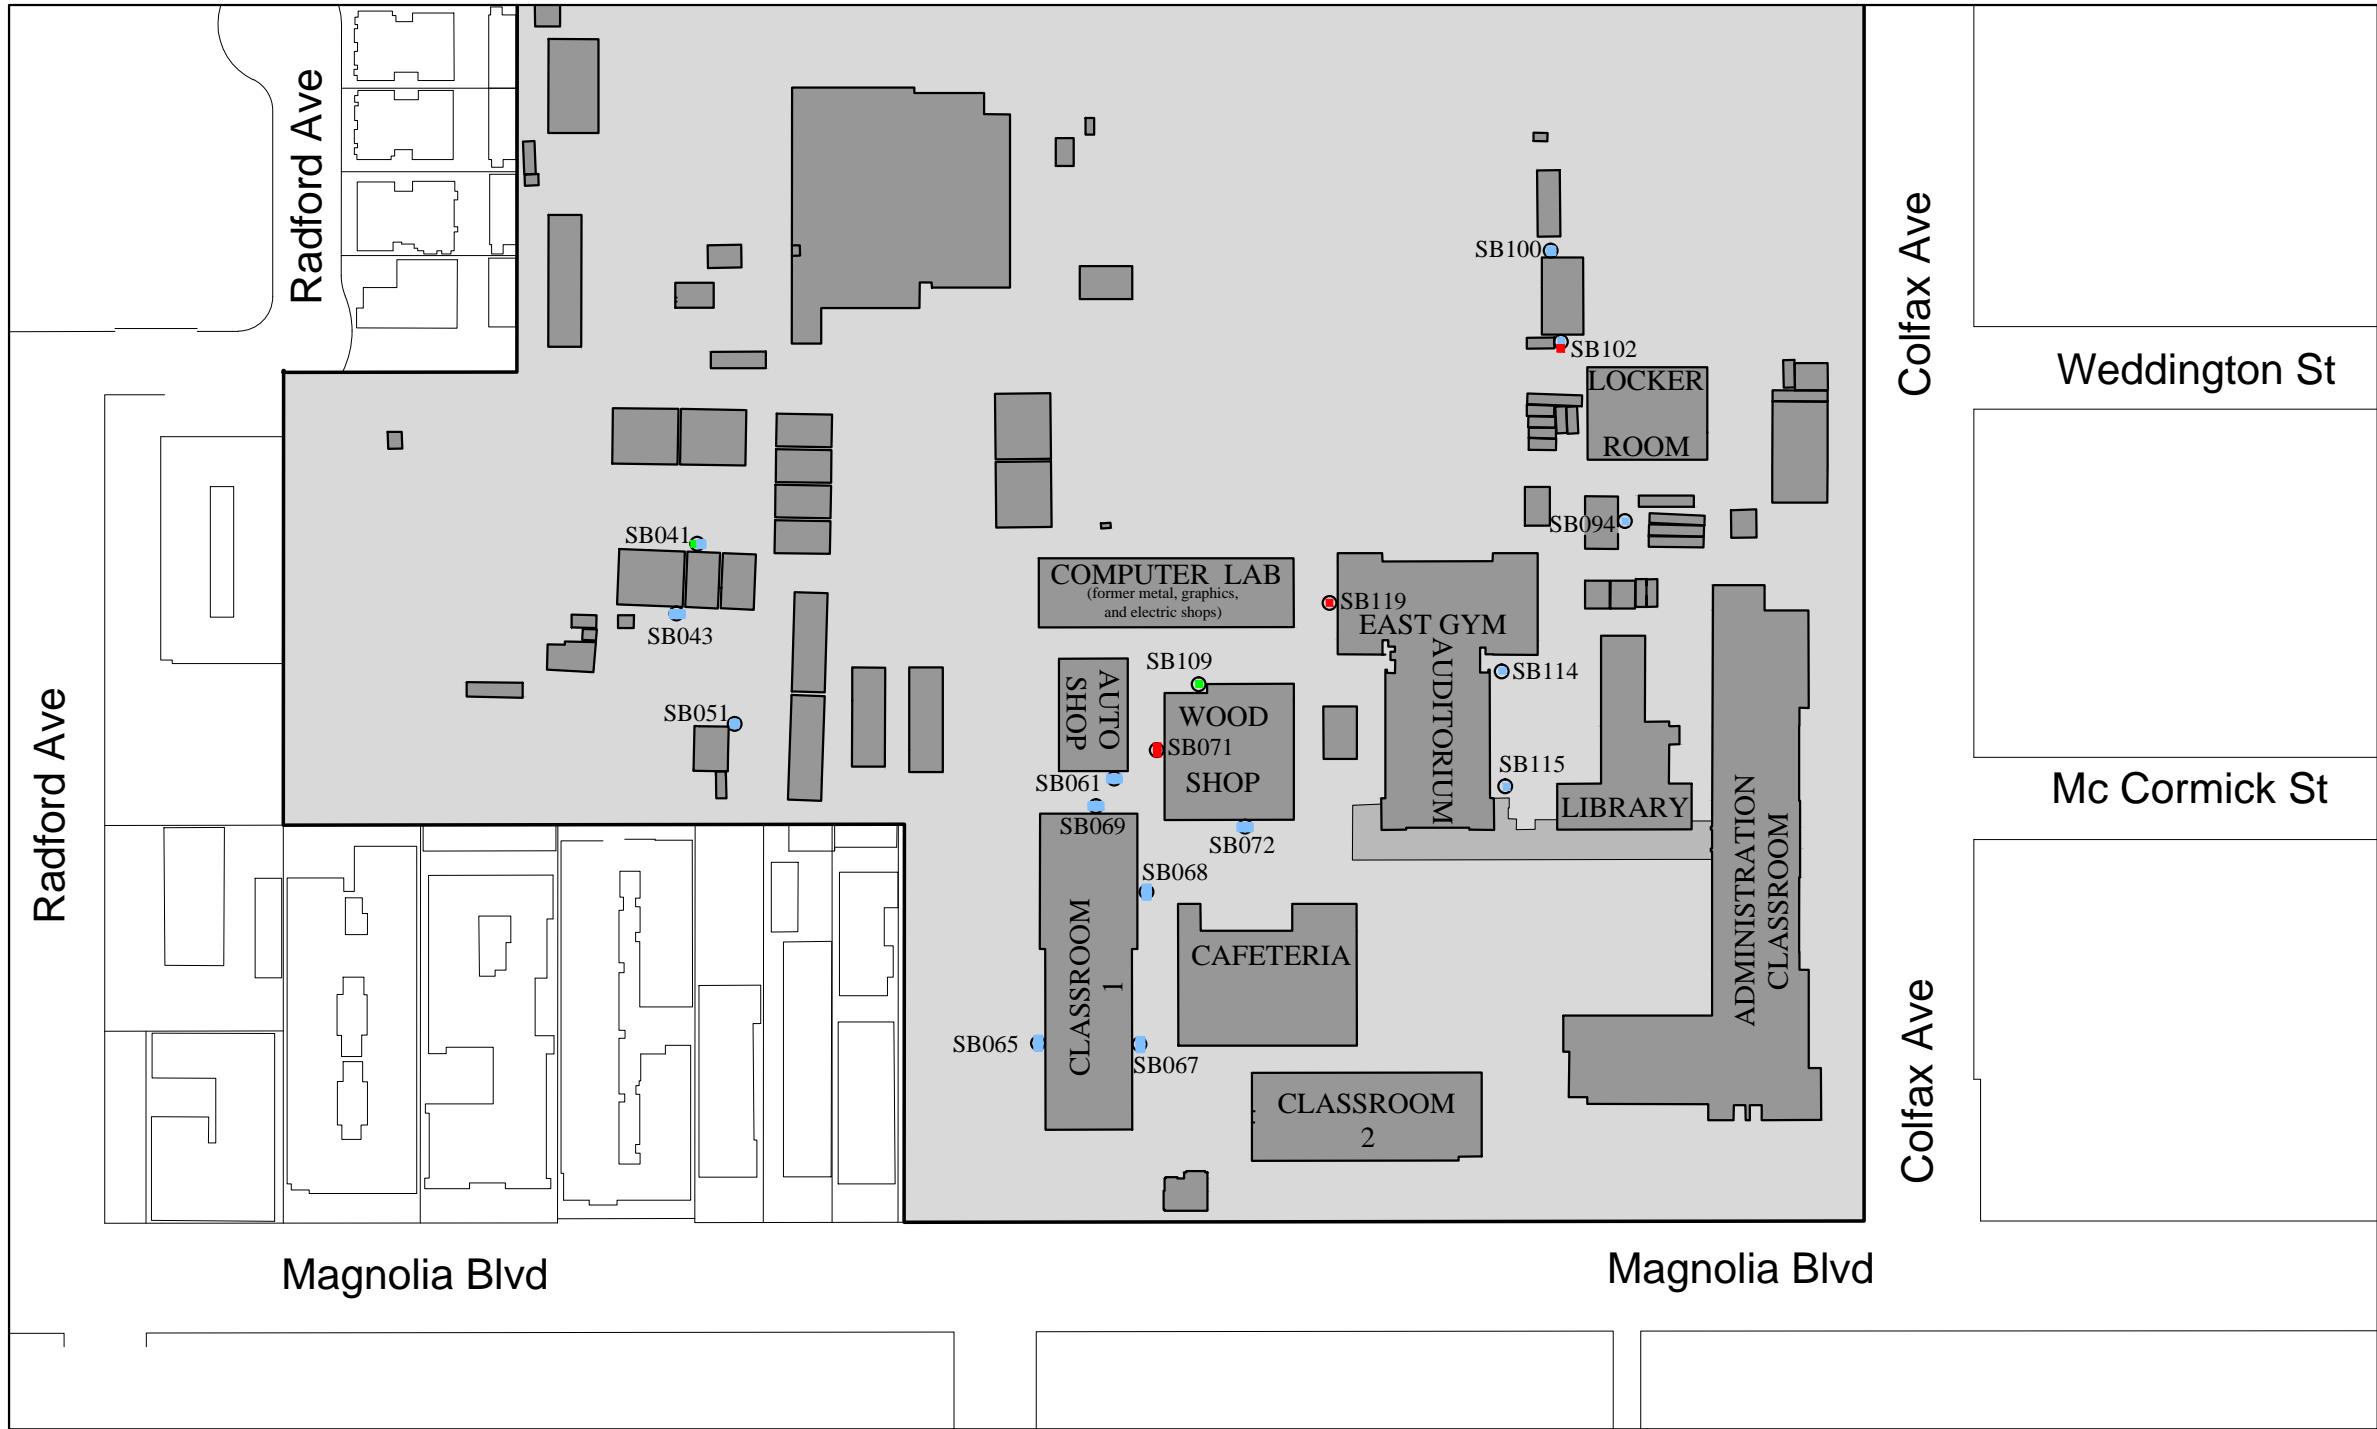 Radford Ave
SB100
Colfax Ave
SB102
Weddington St
LOCKER
ROOM
SB041
SB094
COMPUTER LAB
(former metal, graphics,
and electric shops)
SB119
EAST GYM
SB043
SB109
SB114
AUTO
SHOP
AUDITORIUM
SB051
WOOD
SHOP
SB071
SB061
SB115
LIBRARY
Mc Cormick St
SB069
SB072
Radford Ave
SB068
ADMINISTRATION
CLASSROOM
CLASSROOM
1
CAFETERIA
SB065
SB067
Colfax Ave
CLASSROOM
2
Magnolia Blvd
Magnolia Blvd